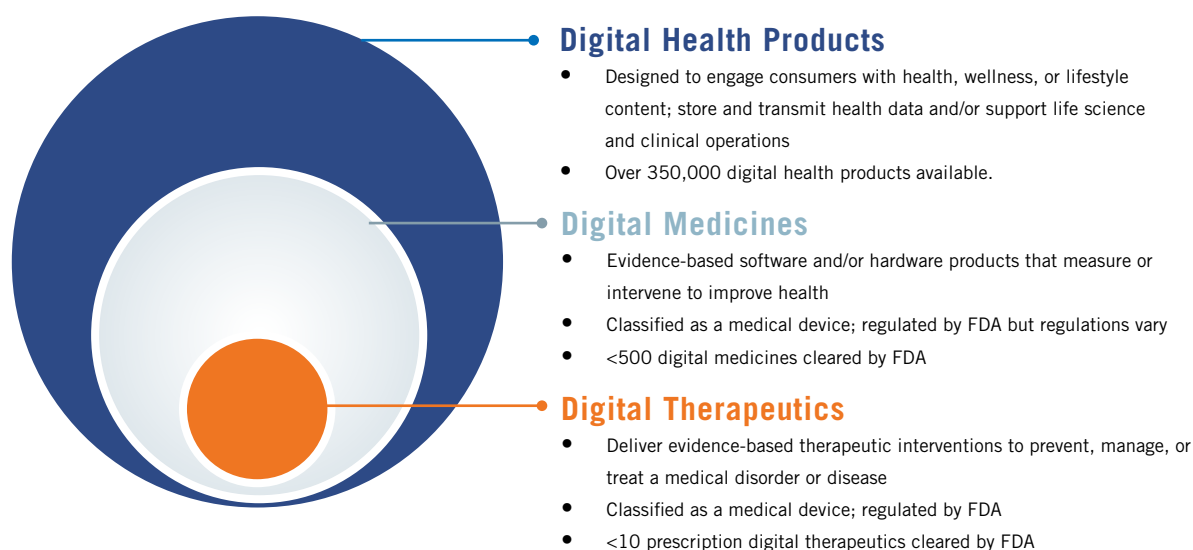 Digital Health Products
• Designed to engage consumers with health, wellness, or lifestyle
content; store and transmit health data and/or support life science
and clinical operations
• Over 350,000 digital health products available.
Digital Medicines
• Evidence-based software and/or hardware products that measure or
intervene to improve health
• Classified as a medical device; regulated by FDA but regulations vary
• <500 digital medicines cleared by FDA
Digital Therapeutics
• Deliver evidence-based therapeutic interventions to prevent, manage, or
treat a medical disorder or disease
• Classified as a medical device; regulated by FDA
• <10 prescription digital therapeutics cleared by FDA